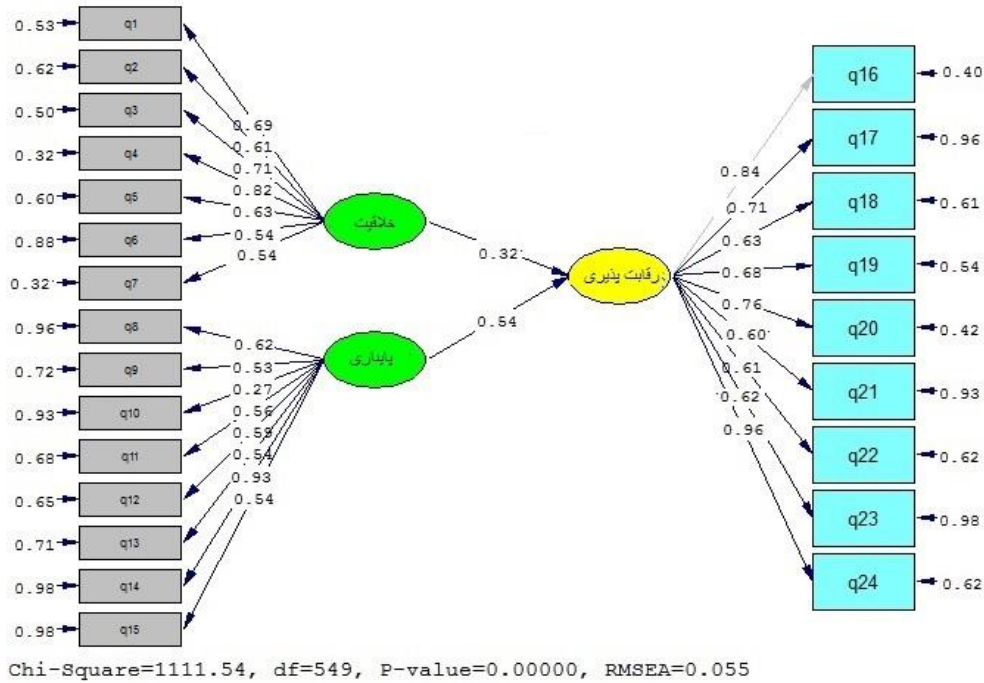 0.53 q1
0.62 q2
0.50 q3
0.32 q4
0.60 q5
0.88 q6
0.32 q7
0.96 q8
0.72 q9
0.93 q10
0.68 q11
0.65 q12
0.71 q13
0.98 q14
0.98 q15
0.69
0.61
0.71
0.82
0.63
0.54
0.54
خلاقیت
0.62
0.53
0.27
0.56
0.59
0.54
0.93
0.54
پایداری
0.32
0.54
رقابت پذیری
0.84
0.71
0.63
0.68
0.76
0.60
0.61
0.62
0.96
q16 0.40
q17 0.96
q18 0.61
q19 0.54
q20 0.42
q21 0.93
q22 0.62
q23 0.98
q24 0.62
Chi-Square=1111.54, df=549, P-value=0.00000, RMSEA=0.055